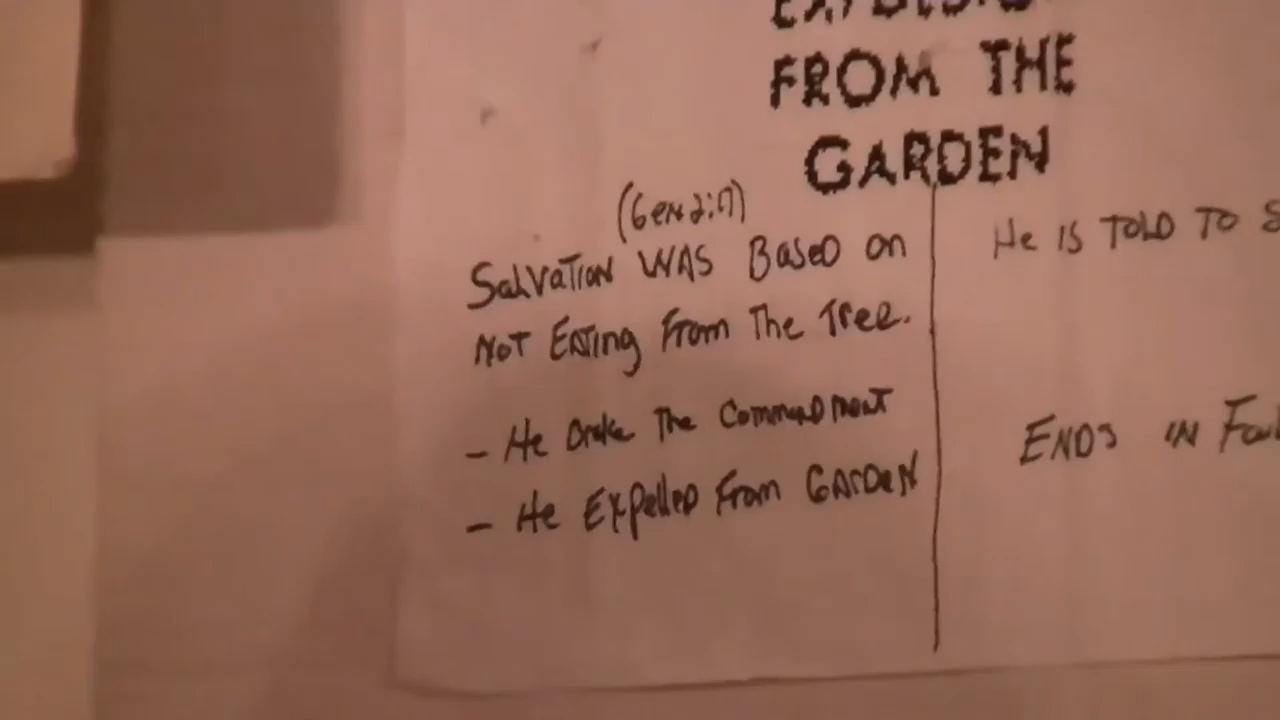 FROM THE
GARDEN
(Gen 2:17)
Salvation was Based on
Not Eating From The Tree.
- He Broke The Commandment
- He Expelled From Garden
He is Told To
Ends in